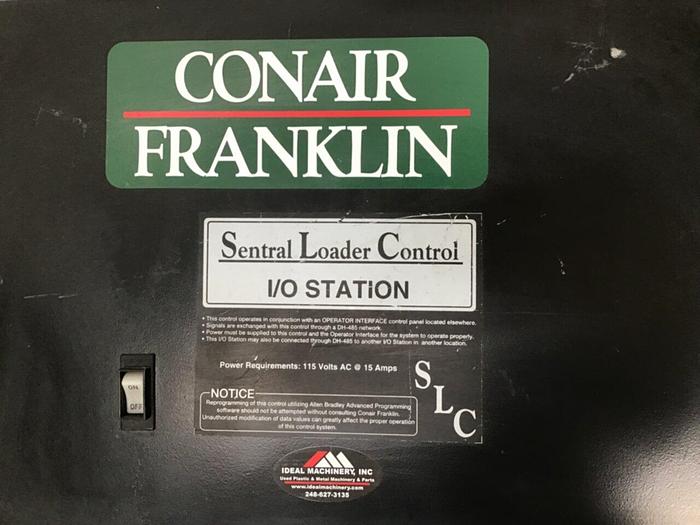 CONAIR
FRANKLIN
Sentral Loader Control
I/O STATION
• This control operates in conjunction with an OPERATOR INTERFACE control panel located elsewhere.
• Signals are exchanged with this control through a DH-485 network.
• Power must be supplied to this control and the Operator Interface for the system to operate properly.
• This I/O Station may also be connected through DH-485 to another I/O Station in another location.
Power Requirements: 115 Volts AC @ 15 Amps
SLC
ON
OFF
NOTICE
Reprogramming of this control utilizing Allen Bradley Advanced Programming
software should not be attempted without consulting Conair Franklin.
Unauthorized modification of data values can greatly affect the proper operation
of this control system.
IDEAL MACHINERY, INC
Used Plastic & Metal Machinery & Parts
www.idealmachinery.com
248-627-3135